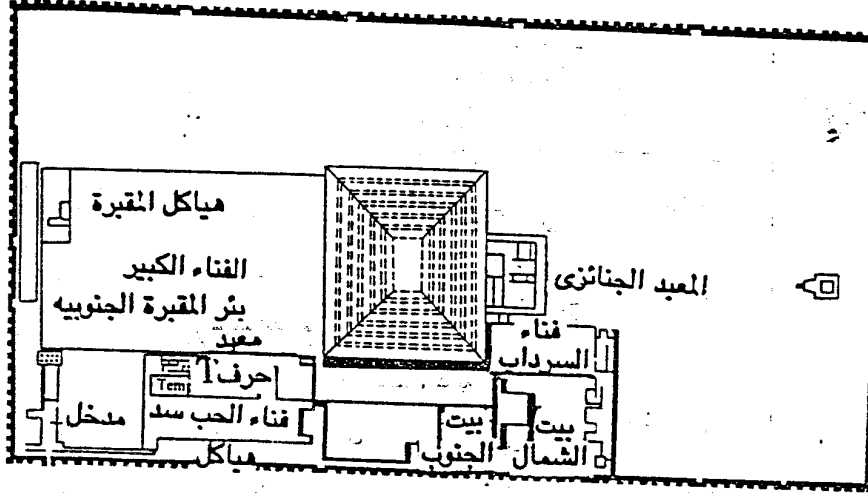 هياكل المقبرة
الفناء الكبير
بئر المقبرة الجنوبيه
معبد
حرف T
Tem
مدخل
فناء الحب سد
هياكل
المعبد الجنائزى
فناء
السرداب
بيت
الجنوب
بيت
الشمال